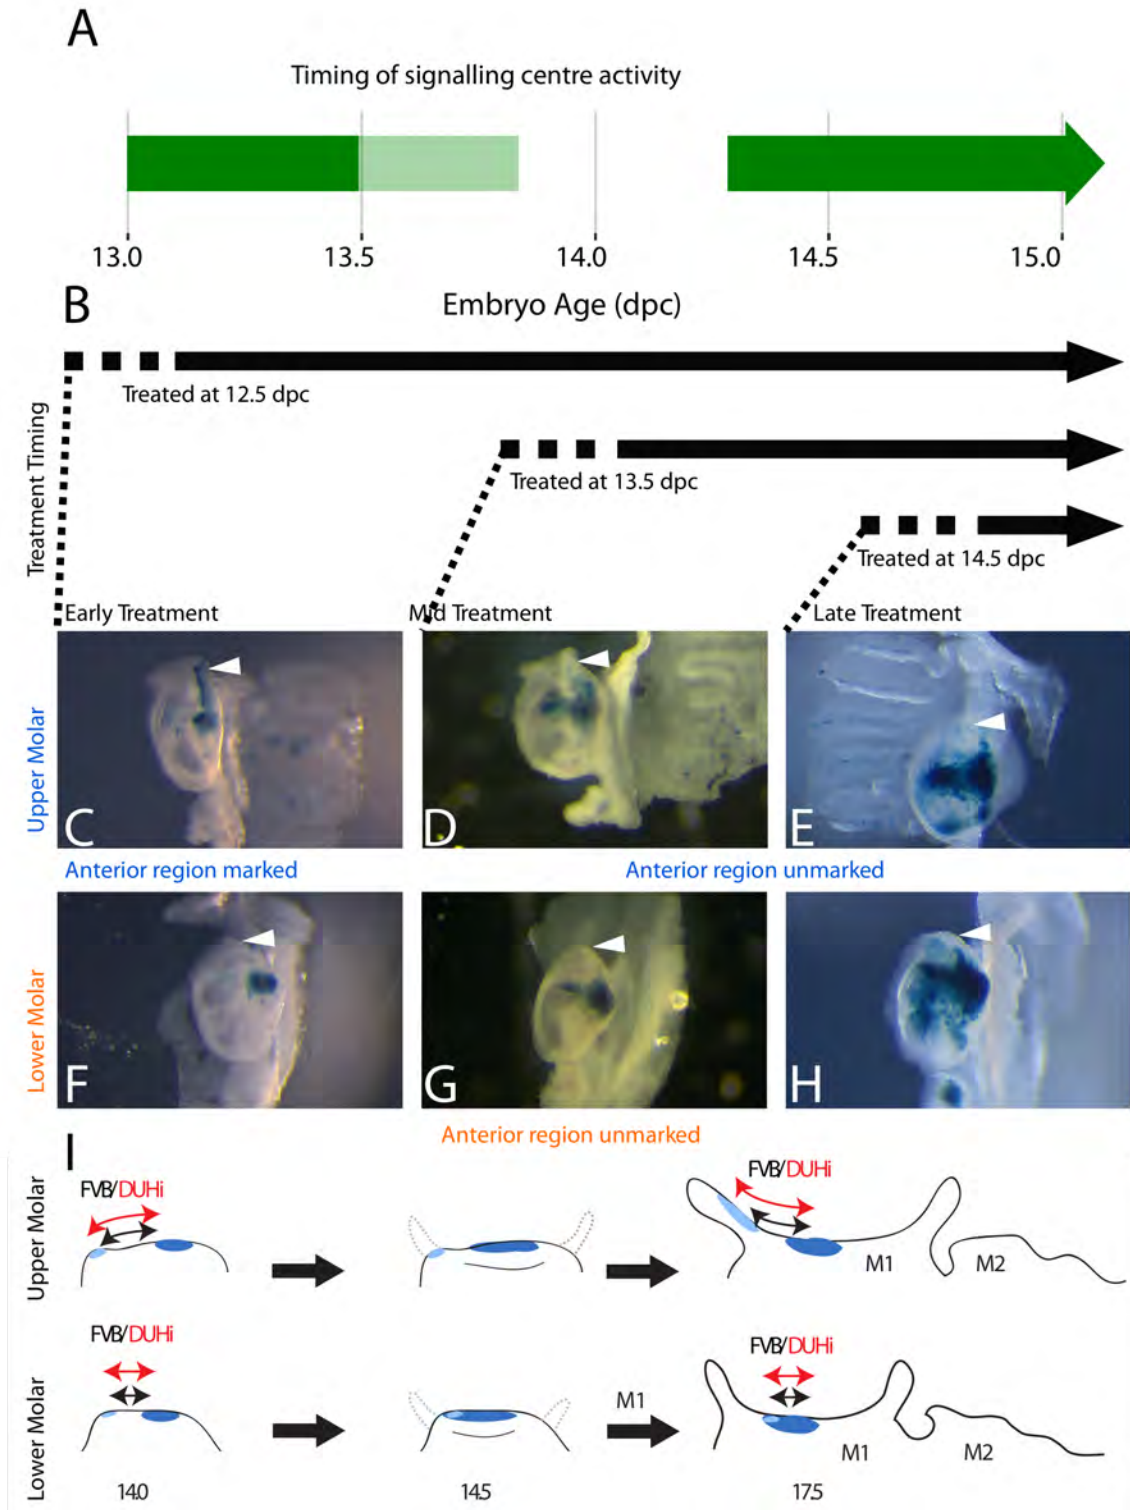 A
Timing of signalling centre activity
13.0 13.5 14.0 14.5 15.0
Embryo Age (dpc)
B
Treatment Timing
Treated at 12.5 dpc
Treated at 13.5 dpc
Treated at 14.5 dpc
Early Treatment Mid Treatment Late Treatment
Upper Molar
C D E
Anterior region marked Anterior region unmarked
Lower Molar
F G H
Anterior region unmarked
I
Upper Molar
FVB/DUHi FVB/DUHi
M1 M2
Lower Molar
FVB/DUHi FVB/DUHi
M1
M1 M2
14.0 14.5 17.5